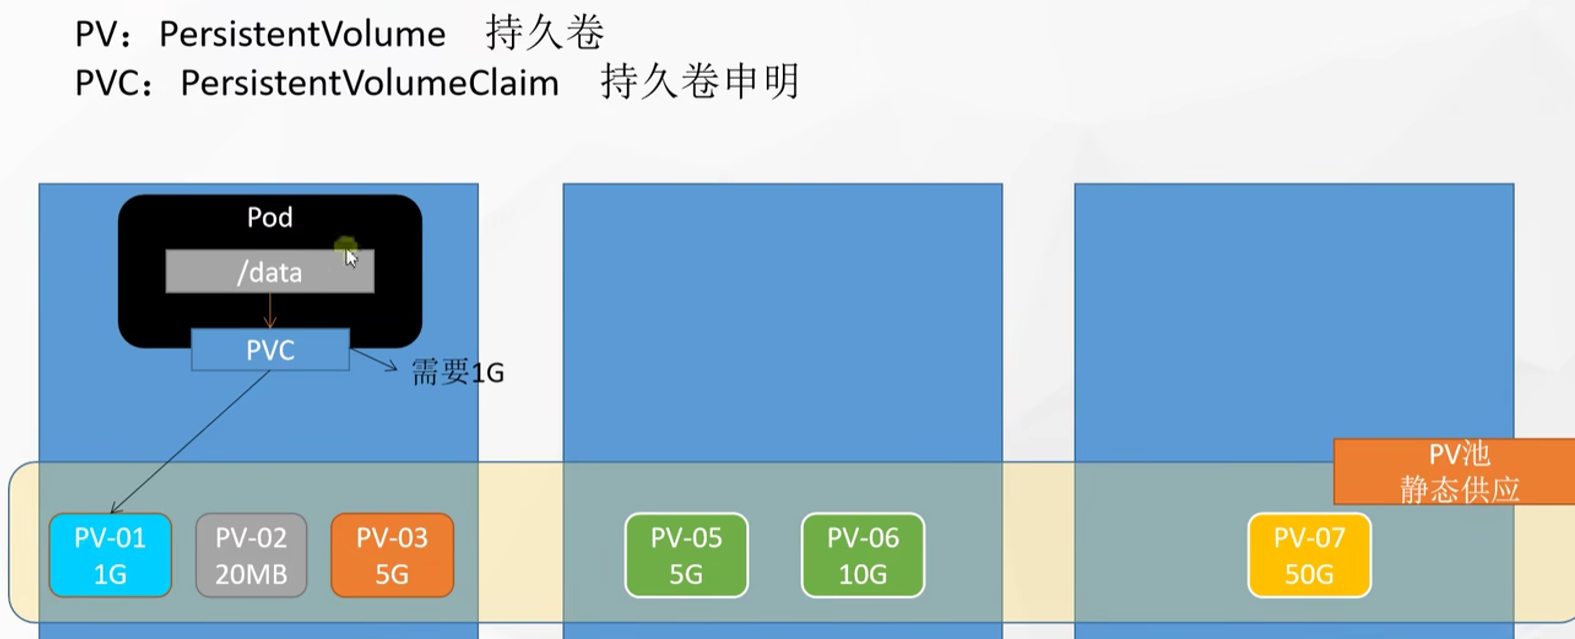 PV：PersistentVolume 持久卷
PVC：PersistentVolumeClaim 持久卷申明
Pod
/data
PVC
需要1G
PV池
静态供应
PV-01
1G
PV-02
20MB
PV-03
5G
PV-05
5G
PV-06
10G
PV-07
50G